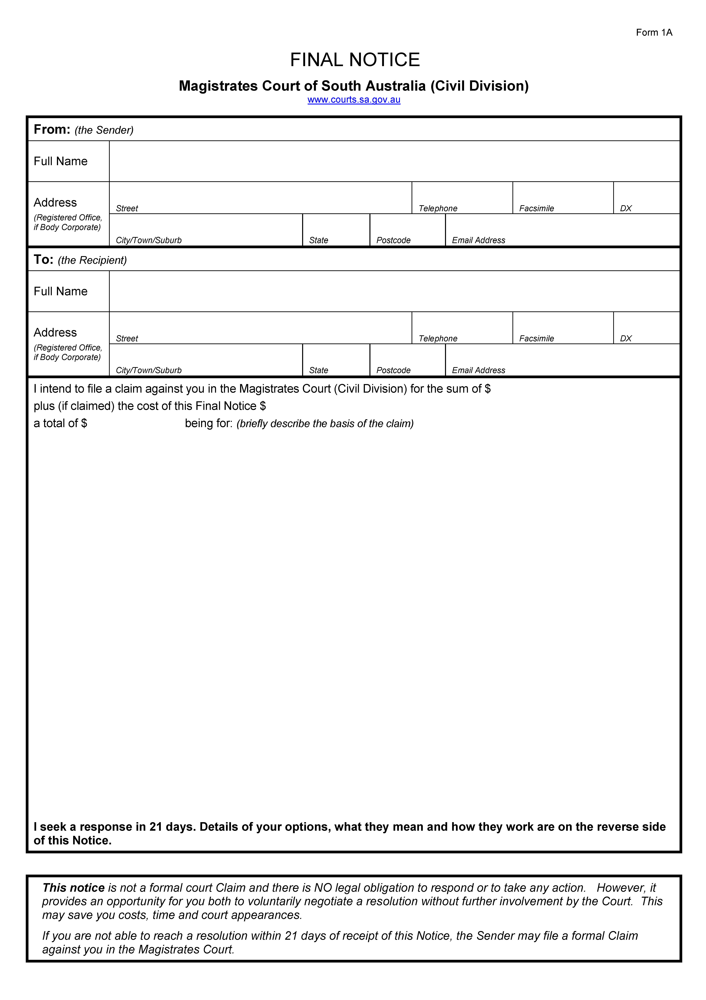 Form 1A
FINAL NOTICE
Magistrates Court of South Australia (Civil Division)
www.courts.sa.gov.au
From: (the Sender)
Full Name
Address
(Registered Office,
if Body Corporate)
Street
Telephone
Facsimile
DX
City/Town/Suburb
State
Postcode
Email Address
To: (the Recipient)
Full Name
Address
(Registered Office,
if Body Corporate)
Street
Telephone
Facsimile
DX
City/Town/Suburb
State
Postcode
Email Address
I intend to file a claim against you in the Magistrates Court (Civil Division) for the sum of $
plus (if claimed) the cost of this Final Notice $
a total of $ being for: (briefly describe the basis of the claim)
I seek a response in 21 days. Details of your options, what they mean and how they work are on the reverse side
of this Notice.
This notice is not a formal court Claim and there is NO legal obligation to respond or to take any action. However, it
provides an opportunity for you both to voluntarily negotiate a resolution without further involvement by the Court. This
may save you costs, time and court appearances.
If you are not able to reach a resolution within 21 days of receipt of this Notice, the Sender may file a formal Claim
against you in the Magistrates Court.